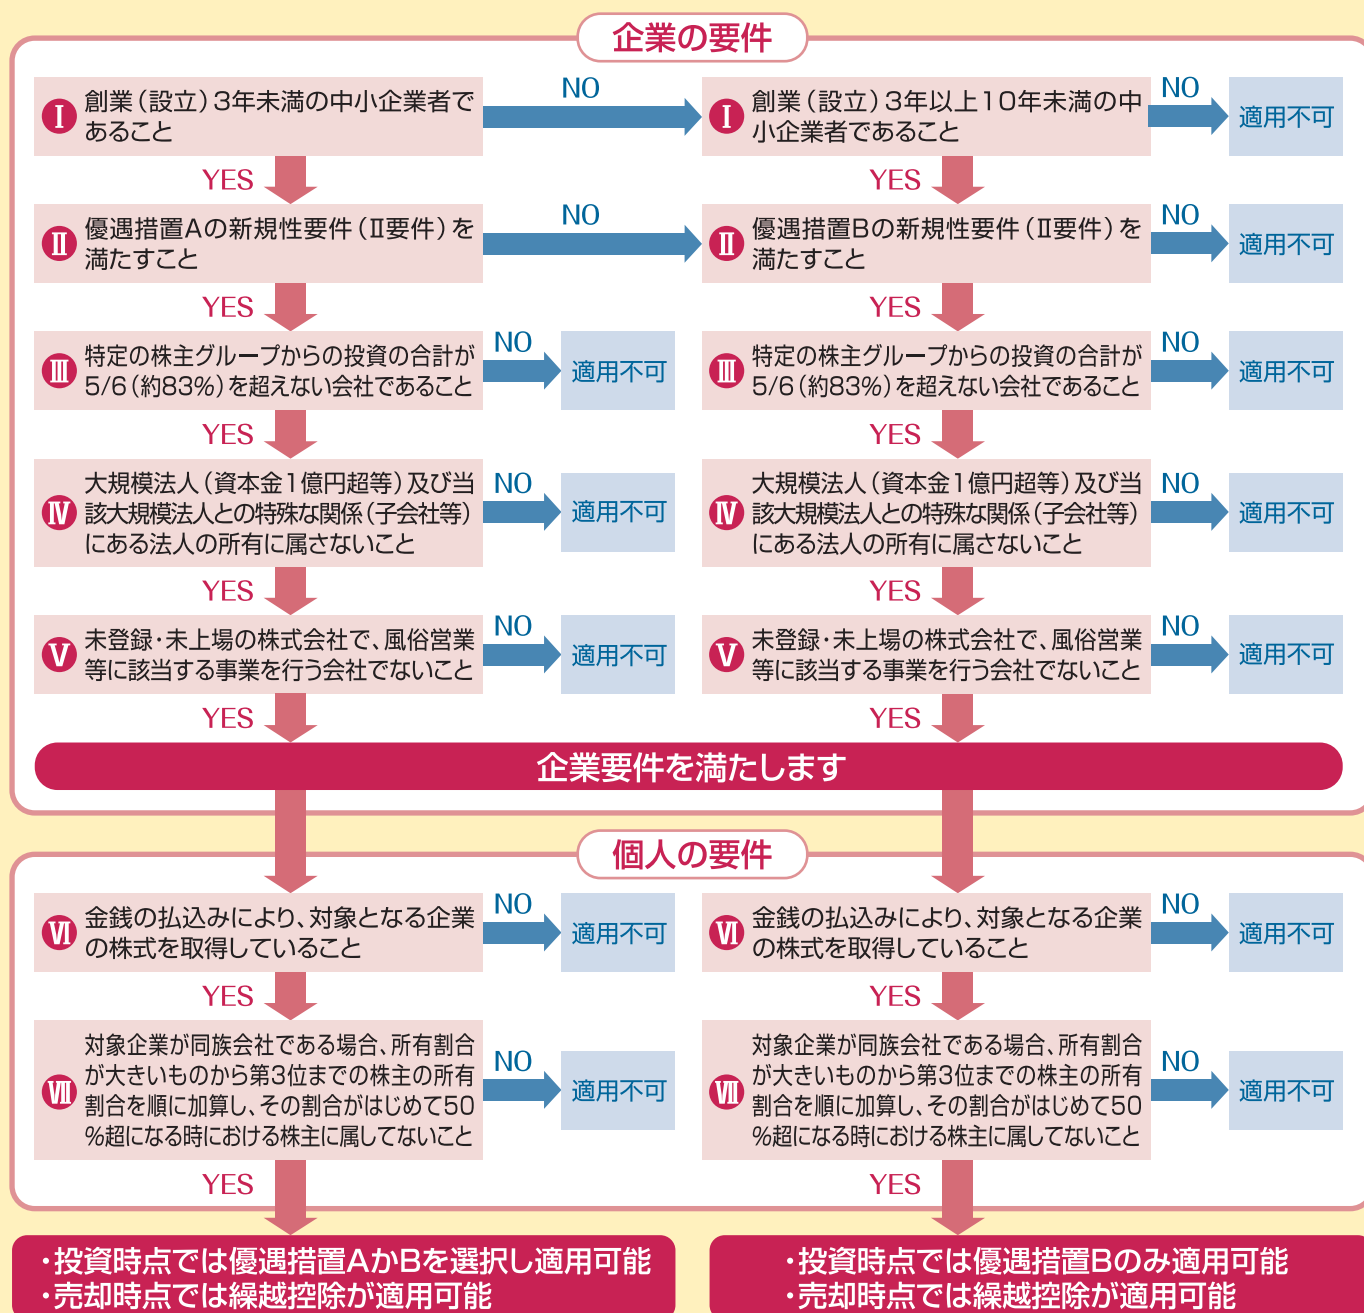 企業の要件
Ⅰ 創業(設立)3年未満の中小企業者で
あること
NO
Ⅰ 創業(設立)3年以上10年未満の中
小企業者であること
NO
適用不可
YES
YES
Ⅱ 優遇措置Aの新規性要件(Ⅱ要件)を
満たすこと
NO
Ⅱ 優遇措置Bの新規性要件(Ⅱ要件)を
満たすこと
NO
適用不可
YES
YES
Ⅲ 特定の株主グループからの投資の合計が
5/6(約83%)を超えない会社であること
NO
適用不可
Ⅲ 特定の株主グループからの投資の合計が
5/6(約83%)を超えない会社であること
NO
適用不可
YES
YES
Ⅳ 大規模法人(資本金1億円超等)及び当
該大規模法人との特殊な関係(子会社等)
にある法人の所有に属さないこと
NO
適用不可
Ⅳ 大規模法人(資本金1億円超等)及び当
該大規模法人との特殊な関係(子会社等)
にある法人の所有に属さないこと
NO
適用不可
YES
YES
Ⅴ 未登録・未上場の株式会社で、風俗営業
等に該当する事業を行う会社でないこと
NO
適用不可
Ⅴ 未登録・未上場の株式会社で、風俗営業
等に該当する事業を行う会社でないこと
NO
適用不可
YES
YES
企業要件を満たします
個人の要件
Ⅵ 金銭の払込みにより、対象となる企業
の株式を取得していること
NO
適用不可
Ⅵ 金銭の払込みにより、対象となる企業
の株式を取得していること
NO
適用不可
YES
YES
Ⅶ 対象企業が同族会社である場合、所有割合
が大きいものから第3位までの株主の所有
割合を順に加算し、その割合がはじめて50
%超になる時における株主に属してないこと
NO
適用不可
Ⅶ 対象企業が同族会社である場合、所有割合
が大きいものから第3位までの株主の所有
割合を順に加算し、その割合がはじめて50
%超になる時における株主に属してないこと
NO
適用不可
YES
YES
・投資時点では優遇措置AかBを選択し適用可能
・売却時点では繰越控除が適用可能
・投資時点では優遇措置Bのみ適用可能
・売却時点では繰越控除が適用可能